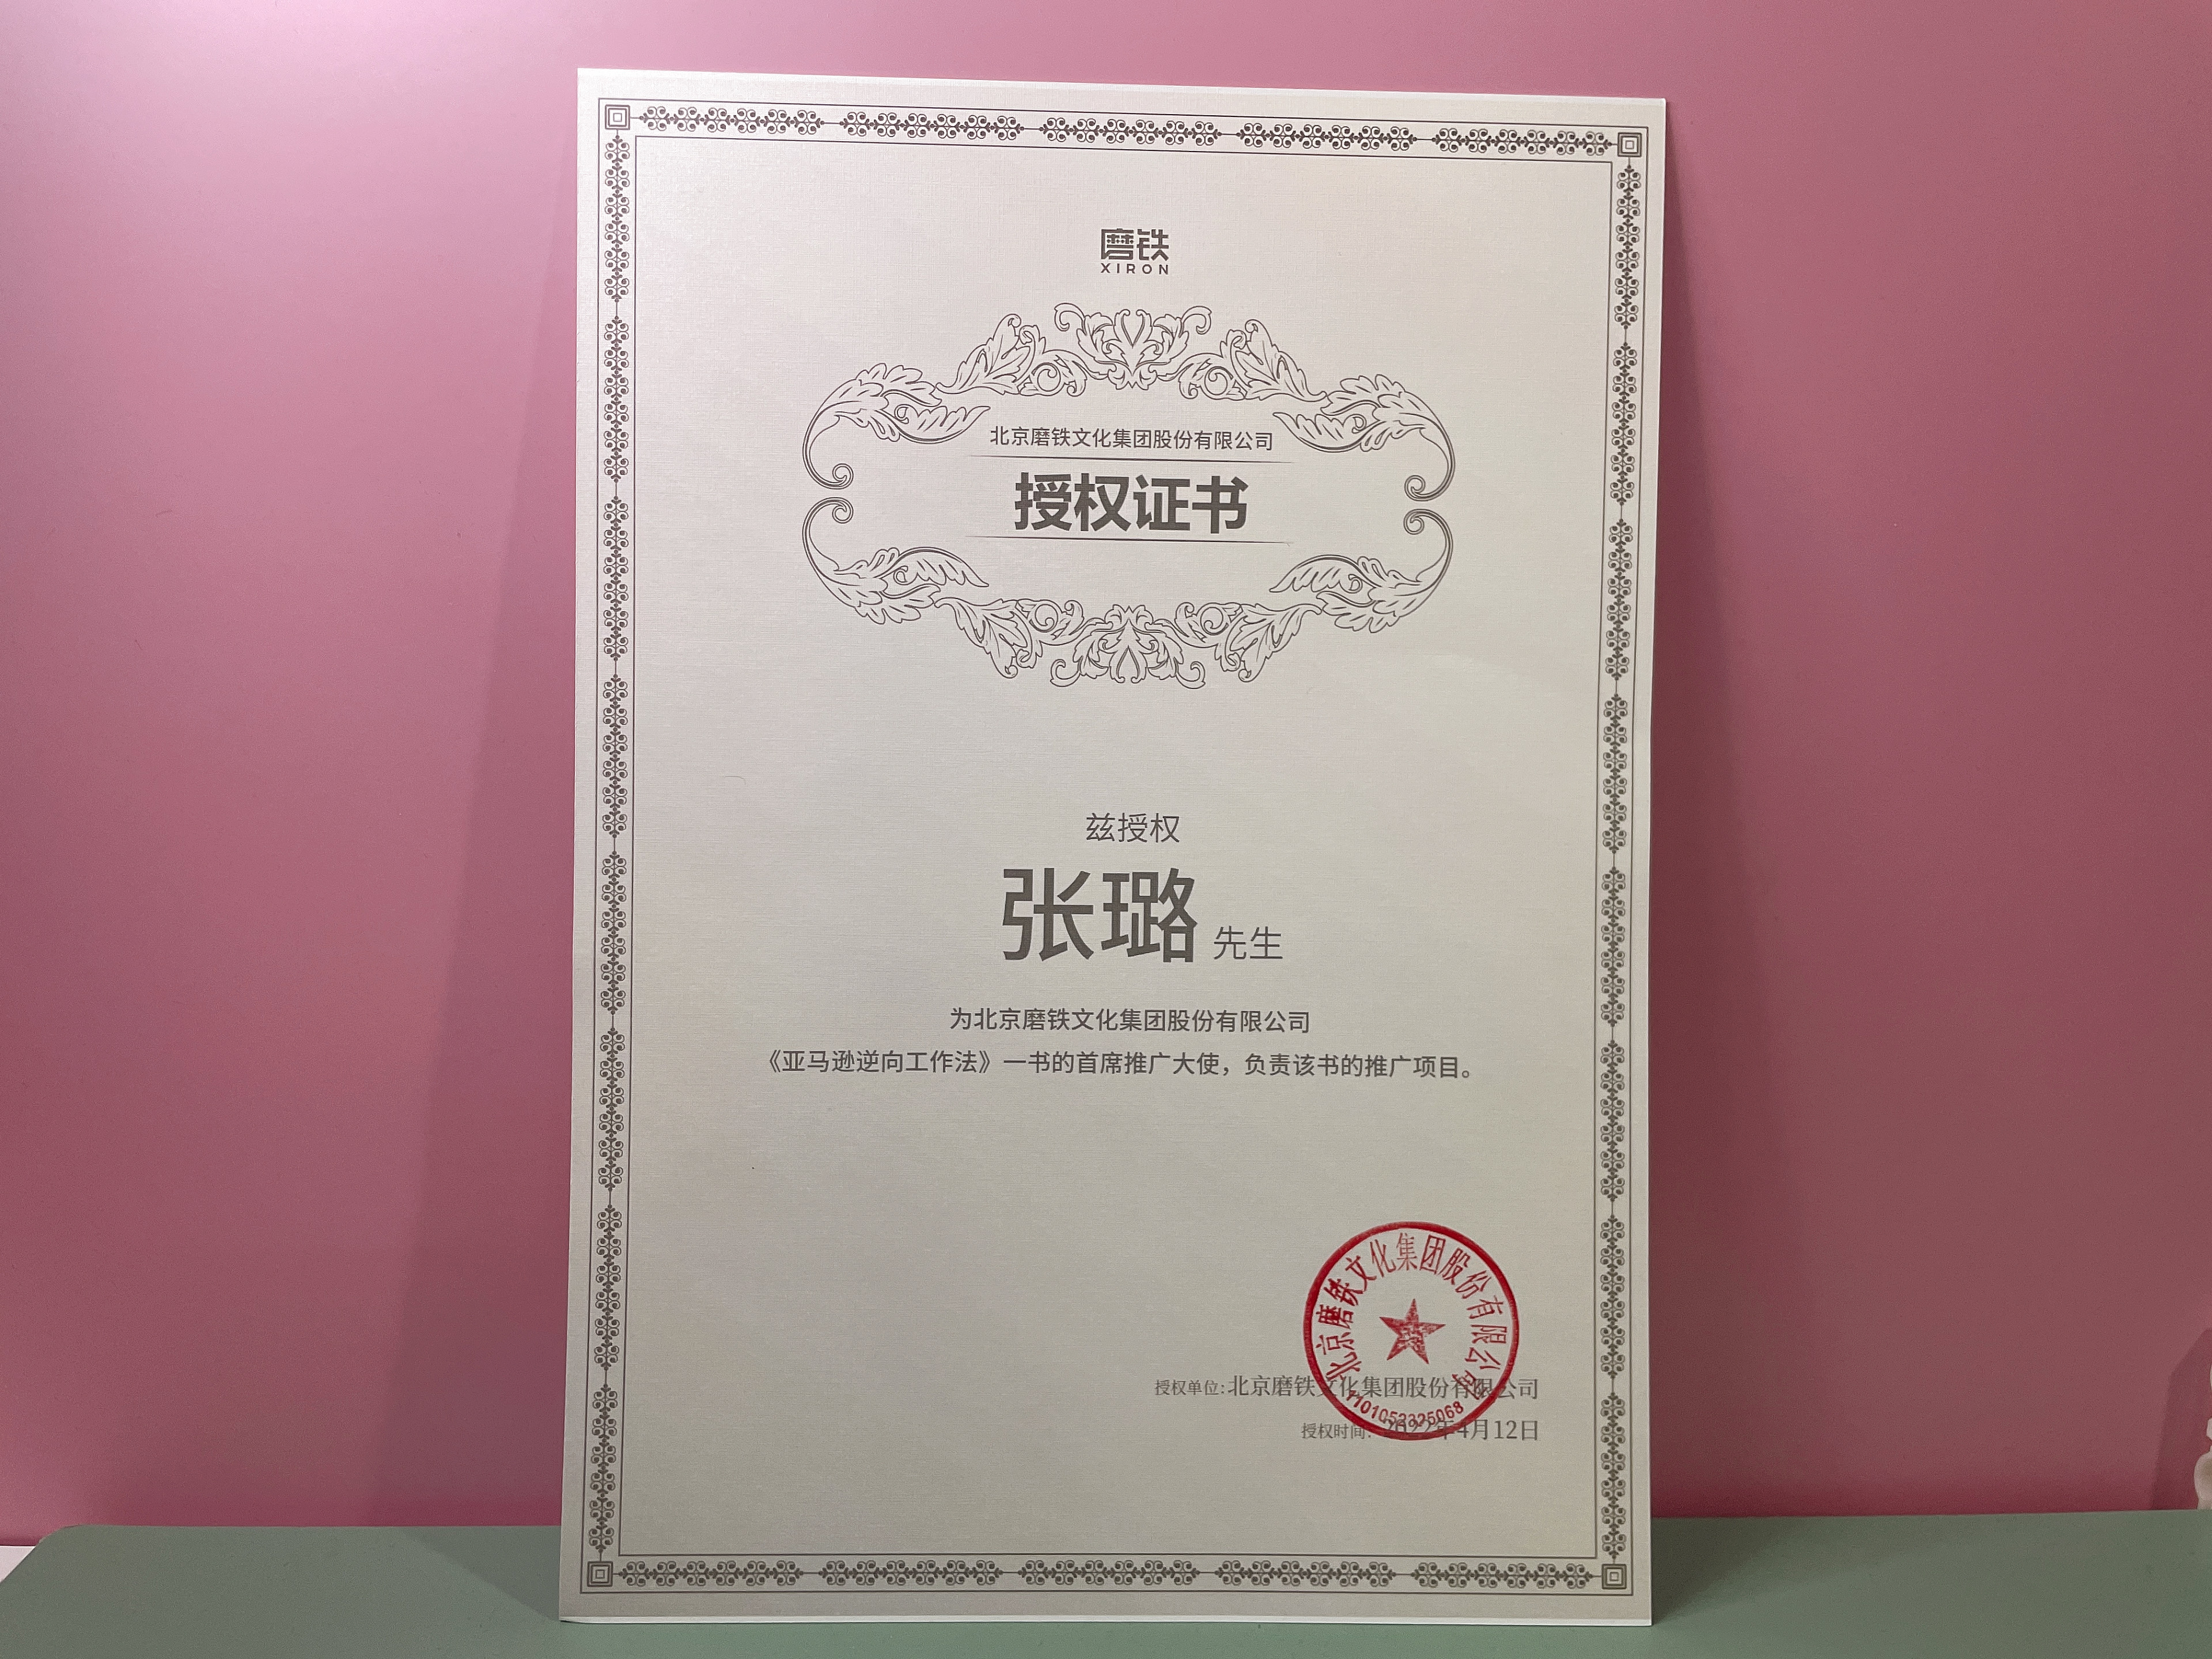 磨铁
XIRON
北京磨铁文化集团股份有限公司
授权证书
兹授权
张璐 先生
为北京磨铁文化集团股份有限公司
《亚马逊逆向工作法》一书的首席推广大使，负责该书的推广项目。
北京磨铁文化集团股份有限公司
1101052325068
授权单位:北京磨铁文化集团股份有限公司
授权时间: 2022年4月12日